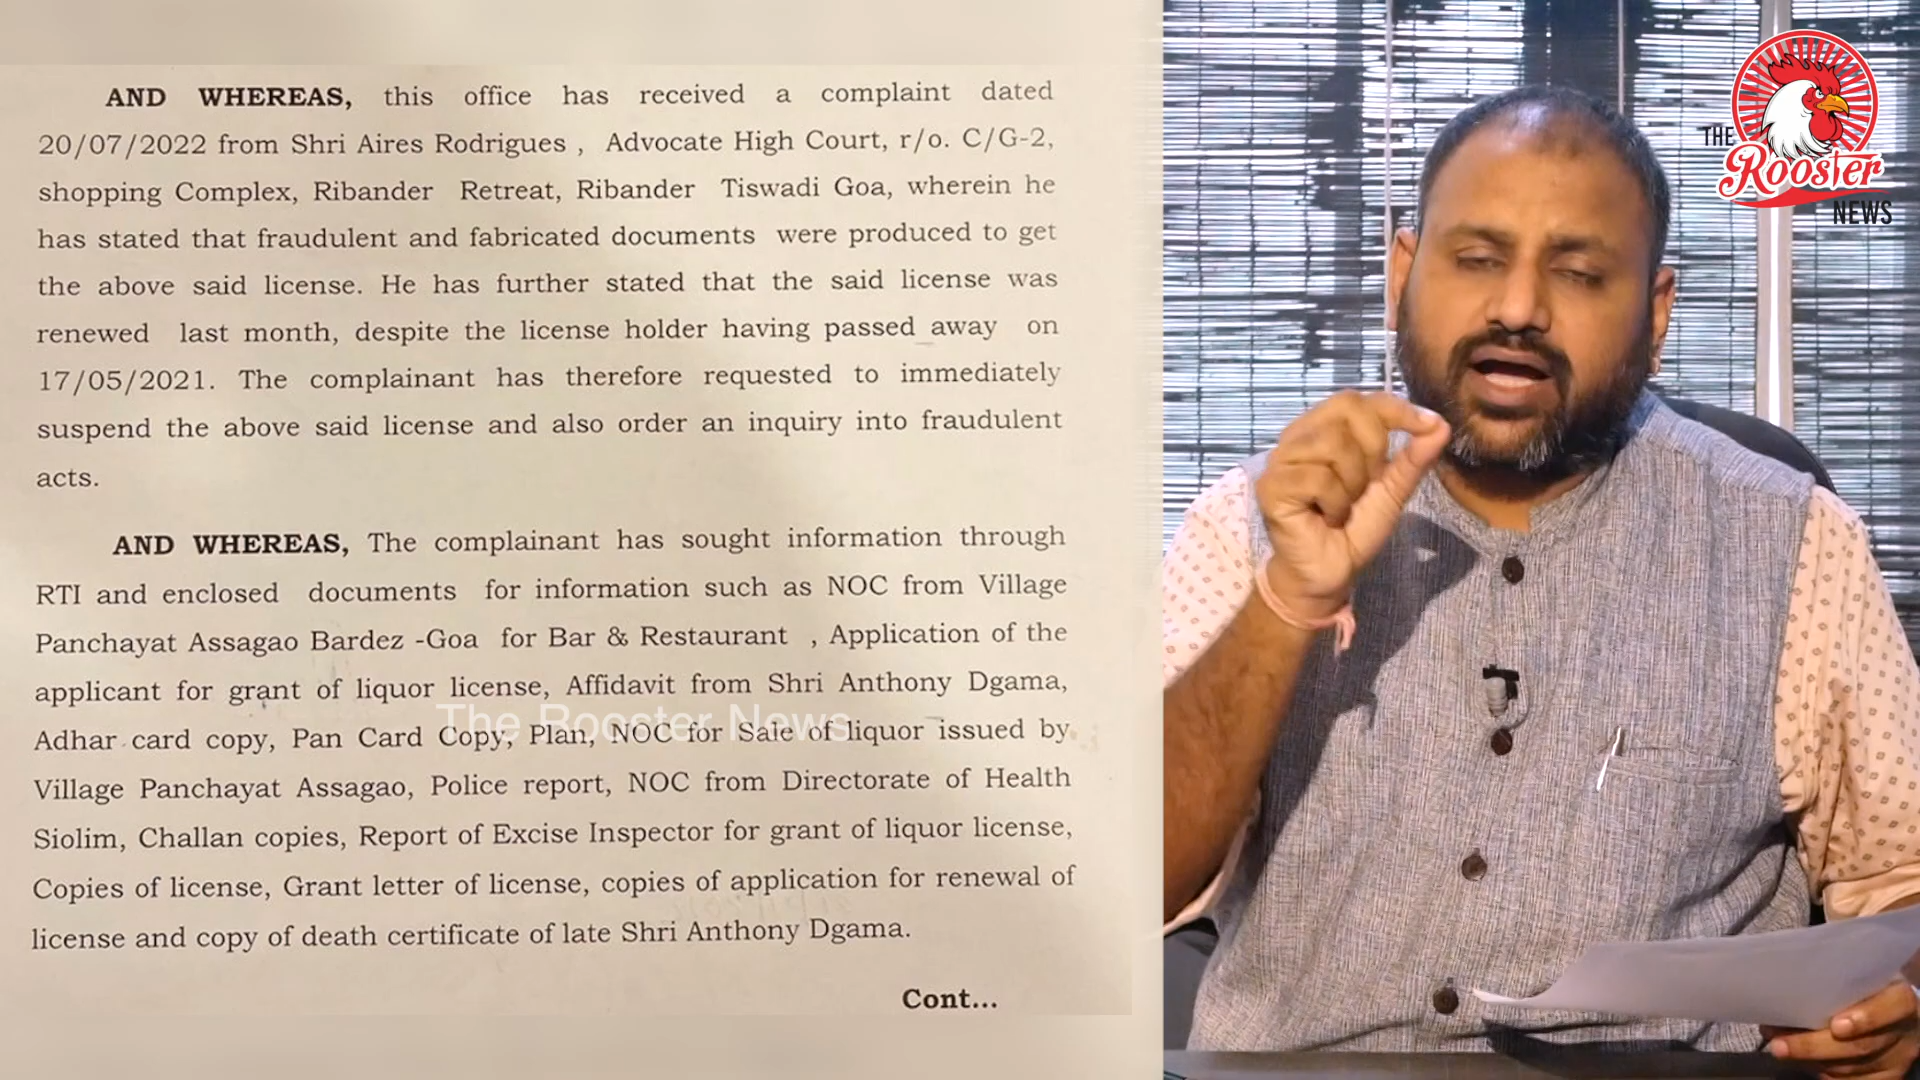 AND WHEREAS, this office has received a complaint dated
20/07/2022 from Shri Aires Rodrigues , Advocate High Court, r/o. C/G-2,
shopping Complex, Ribander Retreat, Ribander Tiswadi Goa, wherein he
has stated that fraudulent and fabricated documents were produced to get
the above said license. He has further stated that the said license was
renewed last month, despite the license holder having passed away on
17/05/2021. The complainant has therefore requested to immediately
suspend the above said license and also order an inquiry into fraudulent
acts.
AND WHEREAS, The complainant has sought information through
RTI and enclosed documents for information such as NOC from Village
Panchayat Assagao Bardez -Goa for Bar & Restaurant , Application of the
applicant for grant of liquor license, Affidavit from Shri Anthony Dgama,
Adhar card copy, Pan Card Copy, Plan, NOC for Sale of liquor issued by
Village Panchayat Assagao, Police report, NOC from Directorate of Health
Siolim, Challan copies, Report of Excise Inspector for grant of liquor license,
Copies of license, Grant letter of license, copies of application for renewal of
license and copy of death certificate of late Shri Anthony Dgama.
Cont...
The Rooster News
THE
Rooster
NEWS